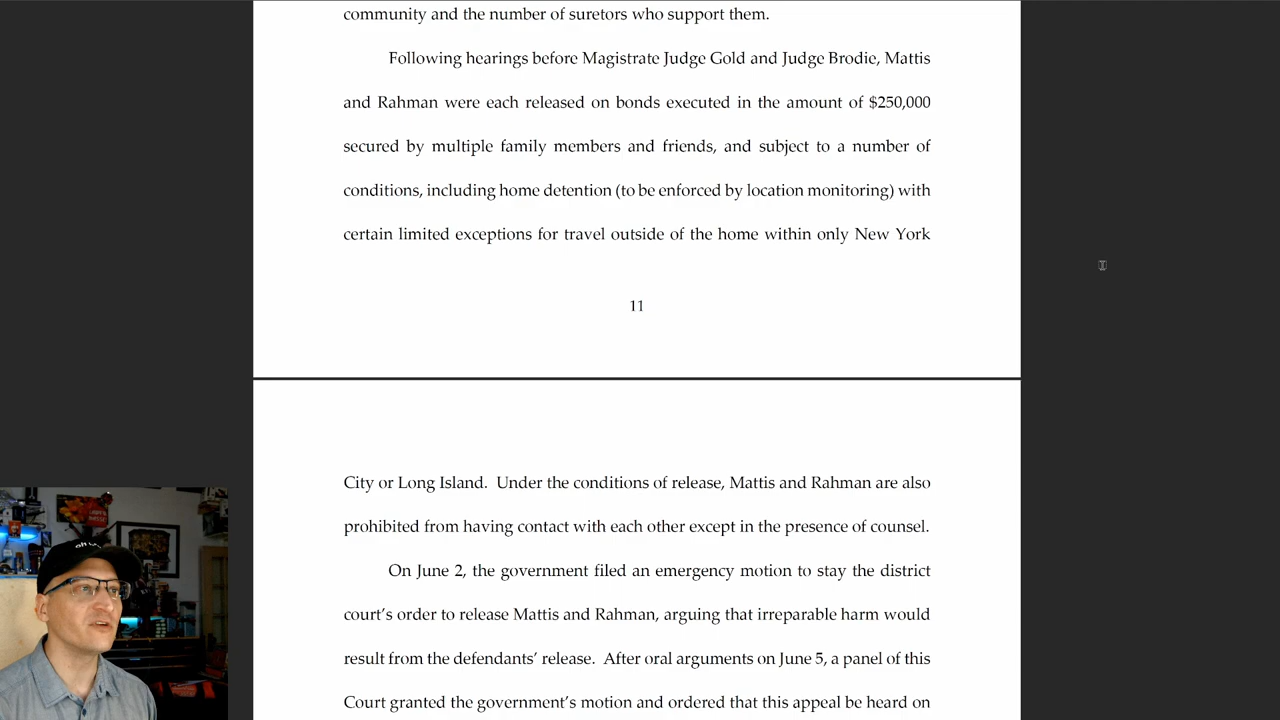 community and the number of suretors who support them.
Following hearings before Magistrate Judge Gold and Judge Brodie, Mattis
and Rahman were each released on bonds executed in the amount of $250,000
secured by multiple family members and friends, and subject to a number of
conditions, including home detention (to be enforced by location monitoring) with
certain limited exceptions for travel outside of the home within only New York
11
City or Long Island. Under the conditions of release, Mattis and Rahman are also
prohibited from having contact with each other except in the presence of counsel.
On June 2, the government filed an emergency motion to stay the district
court's order to release Mattis and Rahman, arguing that irreparable harm would
result from the defendants' release. After oral arguments on June 5, a panel of this
Court granted the government's motion and ordered that this appeal be heard on